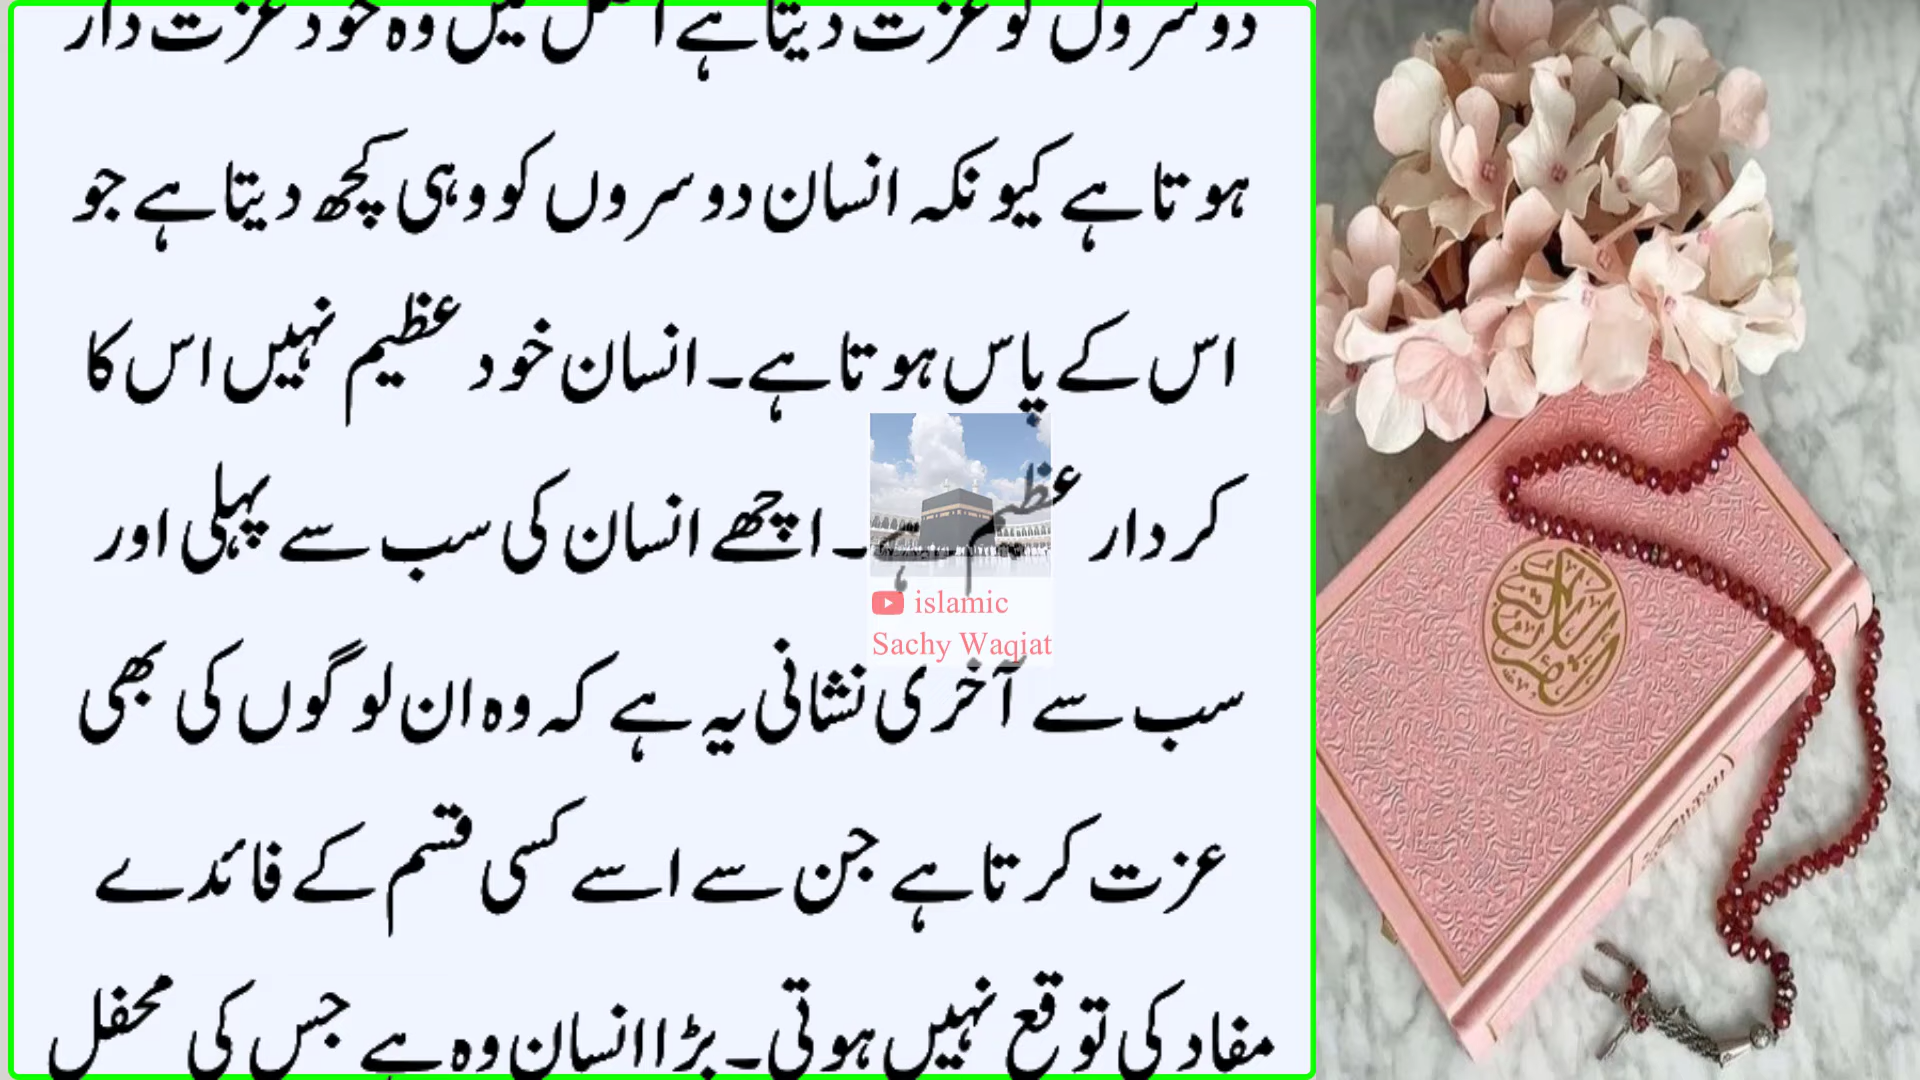 دوسروں کو عزت دیتا ہے اصل میں وہ خود عزت دار
ہوتا ہے کیونکہ انسان دوسروں کو وہی کچھ دیتا ہے جو
اس کے پاس ہوتا ہے۔ انسان خود عظیم نہیں اس کا
کردار عظیم ہے۔ اچھے انسان کی سب سے پہلی اور
سب سے آخری نشانی یہ ہے کہ وہ ان لوگوں کی بھی
عزت کرتا ہے جن سے اسے کسی قسم کے فائدے
مفاد کی توقع نہیں ہوتی۔ بڑا انسان وہ ہے جس کی محفل
islamic
Sachy Waqiat
القرآن الكريم